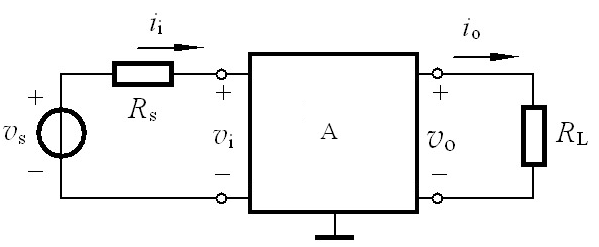 i_i
i_o
+ R_s + +
v_s v_i A v_o R_L
− − −